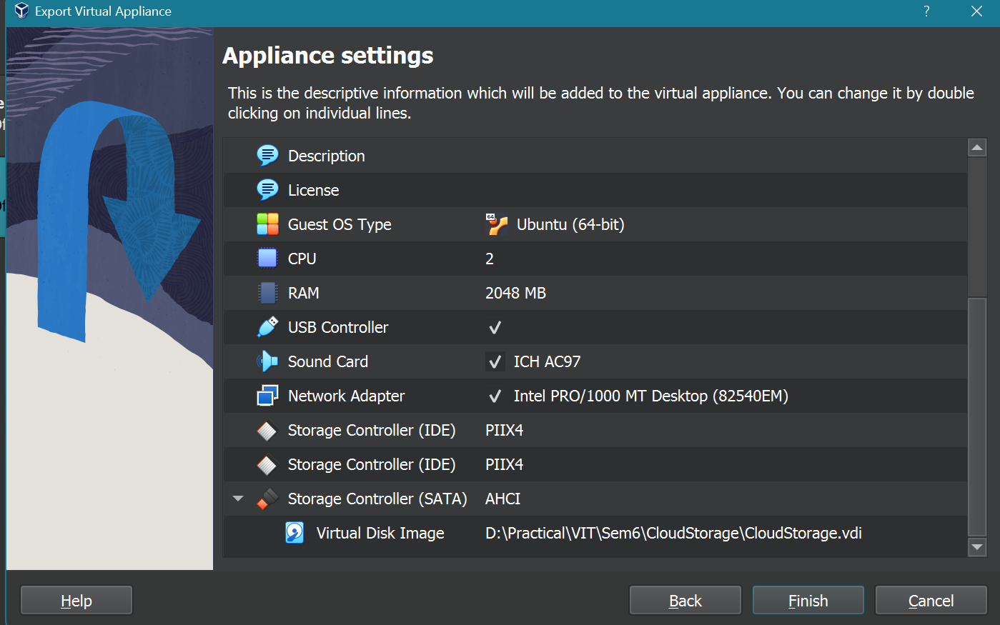 Export Virtual Appliance
?
Appliance settings
This is the descriptive information which will be added to the virtual appliance. You can change it by double
clicking on individual lines.
Description
License
Guest OS Type 64 Ubuntu (64-bit)
CPU 2
RAM 2048 MB
USB Controller ✓
Sound Card ✓ ICH AC97
Network Adapter ✓ Intel PRO/1000 MT Desktop (82540EM)
Storage Controller (IDE) PIIX4
Storage Controller (IDE) PIIX4
Storage Controller (SATA) AHCI
Virtual Disk Image D:\Practical\VIT\Sem6\CloudStorage\CloudStorage.vdi
Help Back Finish Cancel